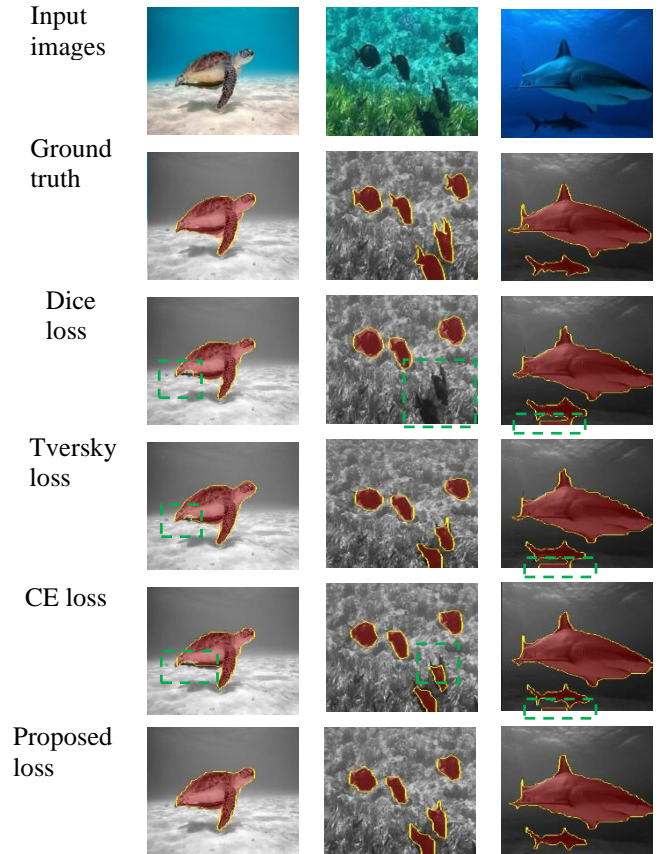 Input
images
Ground
truth
Dice
loss
Tversky
loss
CE loss
Proposed
loss